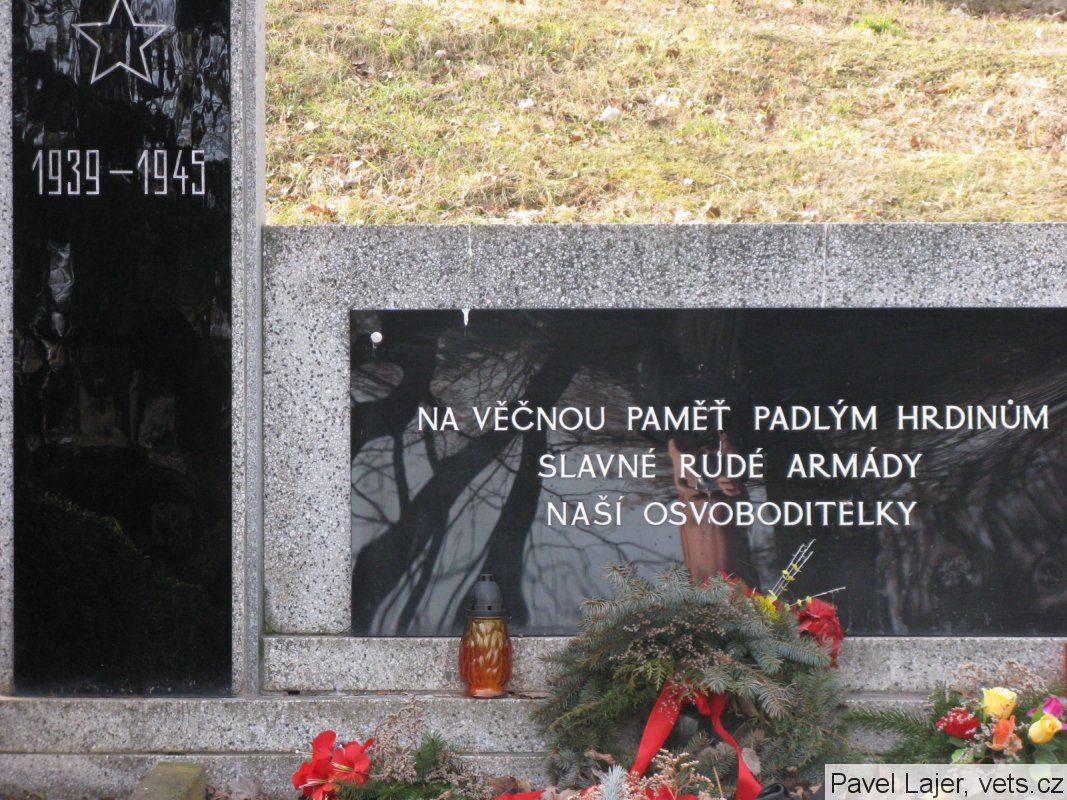 1939 – 1945
NA VĚČNOU PAMĚŤ PADLÝM HRDINŮM
SLAVNÉ RUDÉ ARMÁDY
NAŠÍ OSVOBODITELKY
Pavel Lajer, vets.cz